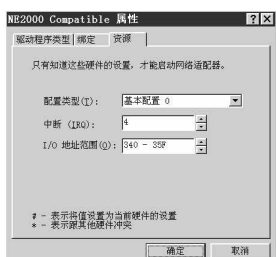 NE2000 Compatible 属性
驱动程序类型 绑定 资源
只有知道这些硬件的设置，才能启动网络适配器。
配置类型(T): 基本配置 0
中断 (IRQ): 4
I/O 地址范围(O): 340 - 35F
# - 表示将值设置为当前硬件的设置
* - 表示跟其他硬件冲突
确定 取消